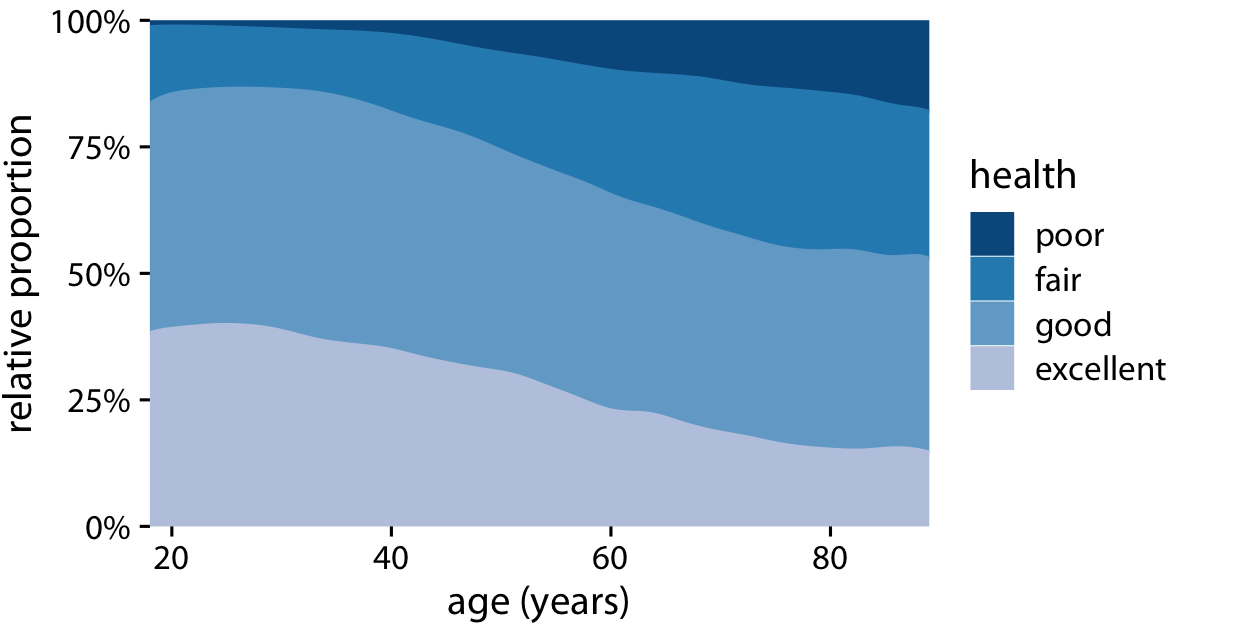 100%
75%
50%
25%
0%
relative proportion
20 40 60 80
age (years)
health
poor
fair
good
excellent